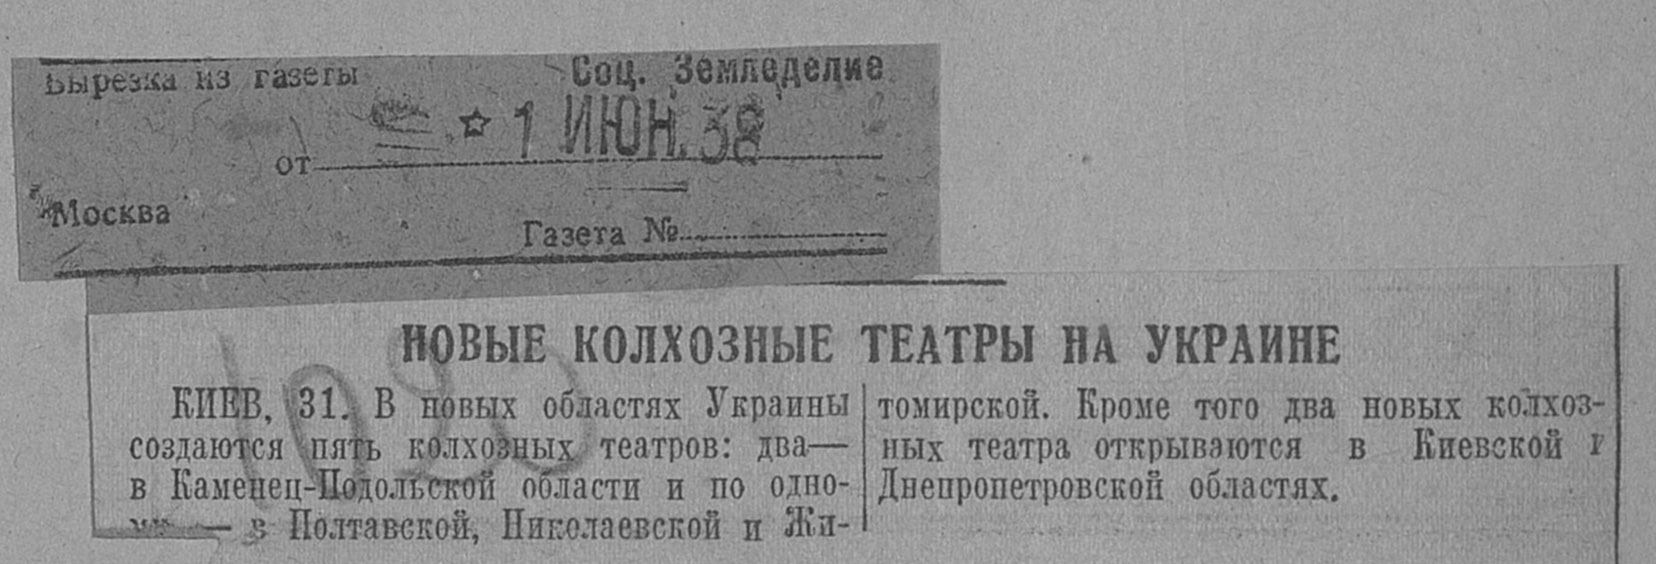 Вырезка из газеты Соц. Земледелие
от ☆ 1 ИЮН. 38
Москва
Газета №
НОВЫЕ КОЛХОЗНЫЕ ТЕАТРЫ НА УКРАИНЕ
КИЕВ, 31. В новых областях Украины
создаются пять колхозных театров: два—
в Каменец-Подольской области и по одно-
— в Полтавской, Николаевской и Жи-
томирской. Кроме того два новых колхоз-
ных театра открываются в Киевской и
Днепропетровской областях.